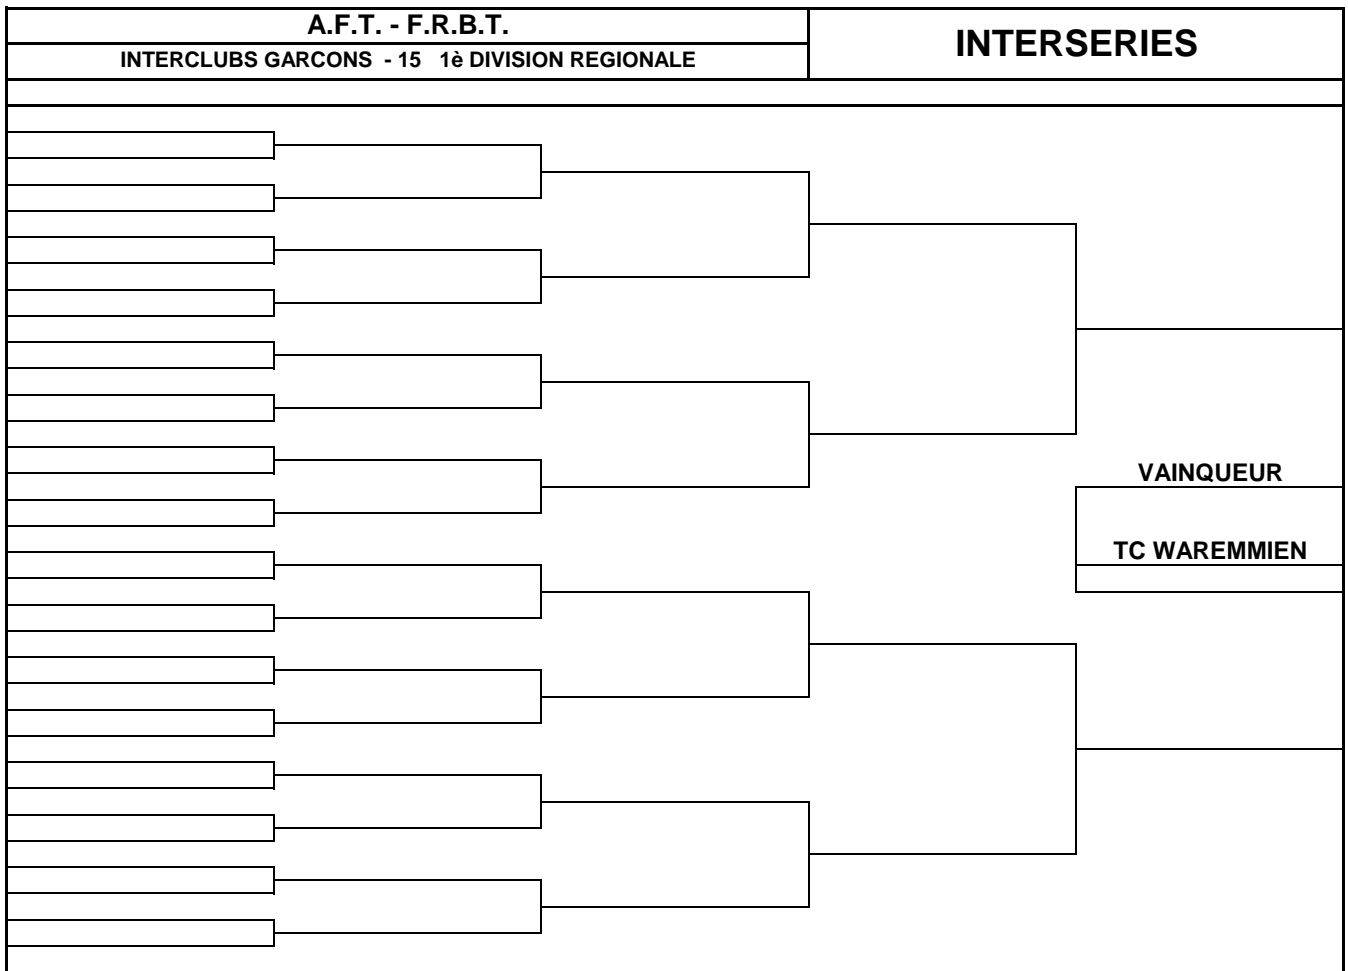 A.F.T. - F.R.B.T.
INTERCLUBS GARCONS - 15 1è DIVISION REGIONALE
INTERSERIES
VAINQUEUR
TC WAREMMIEN